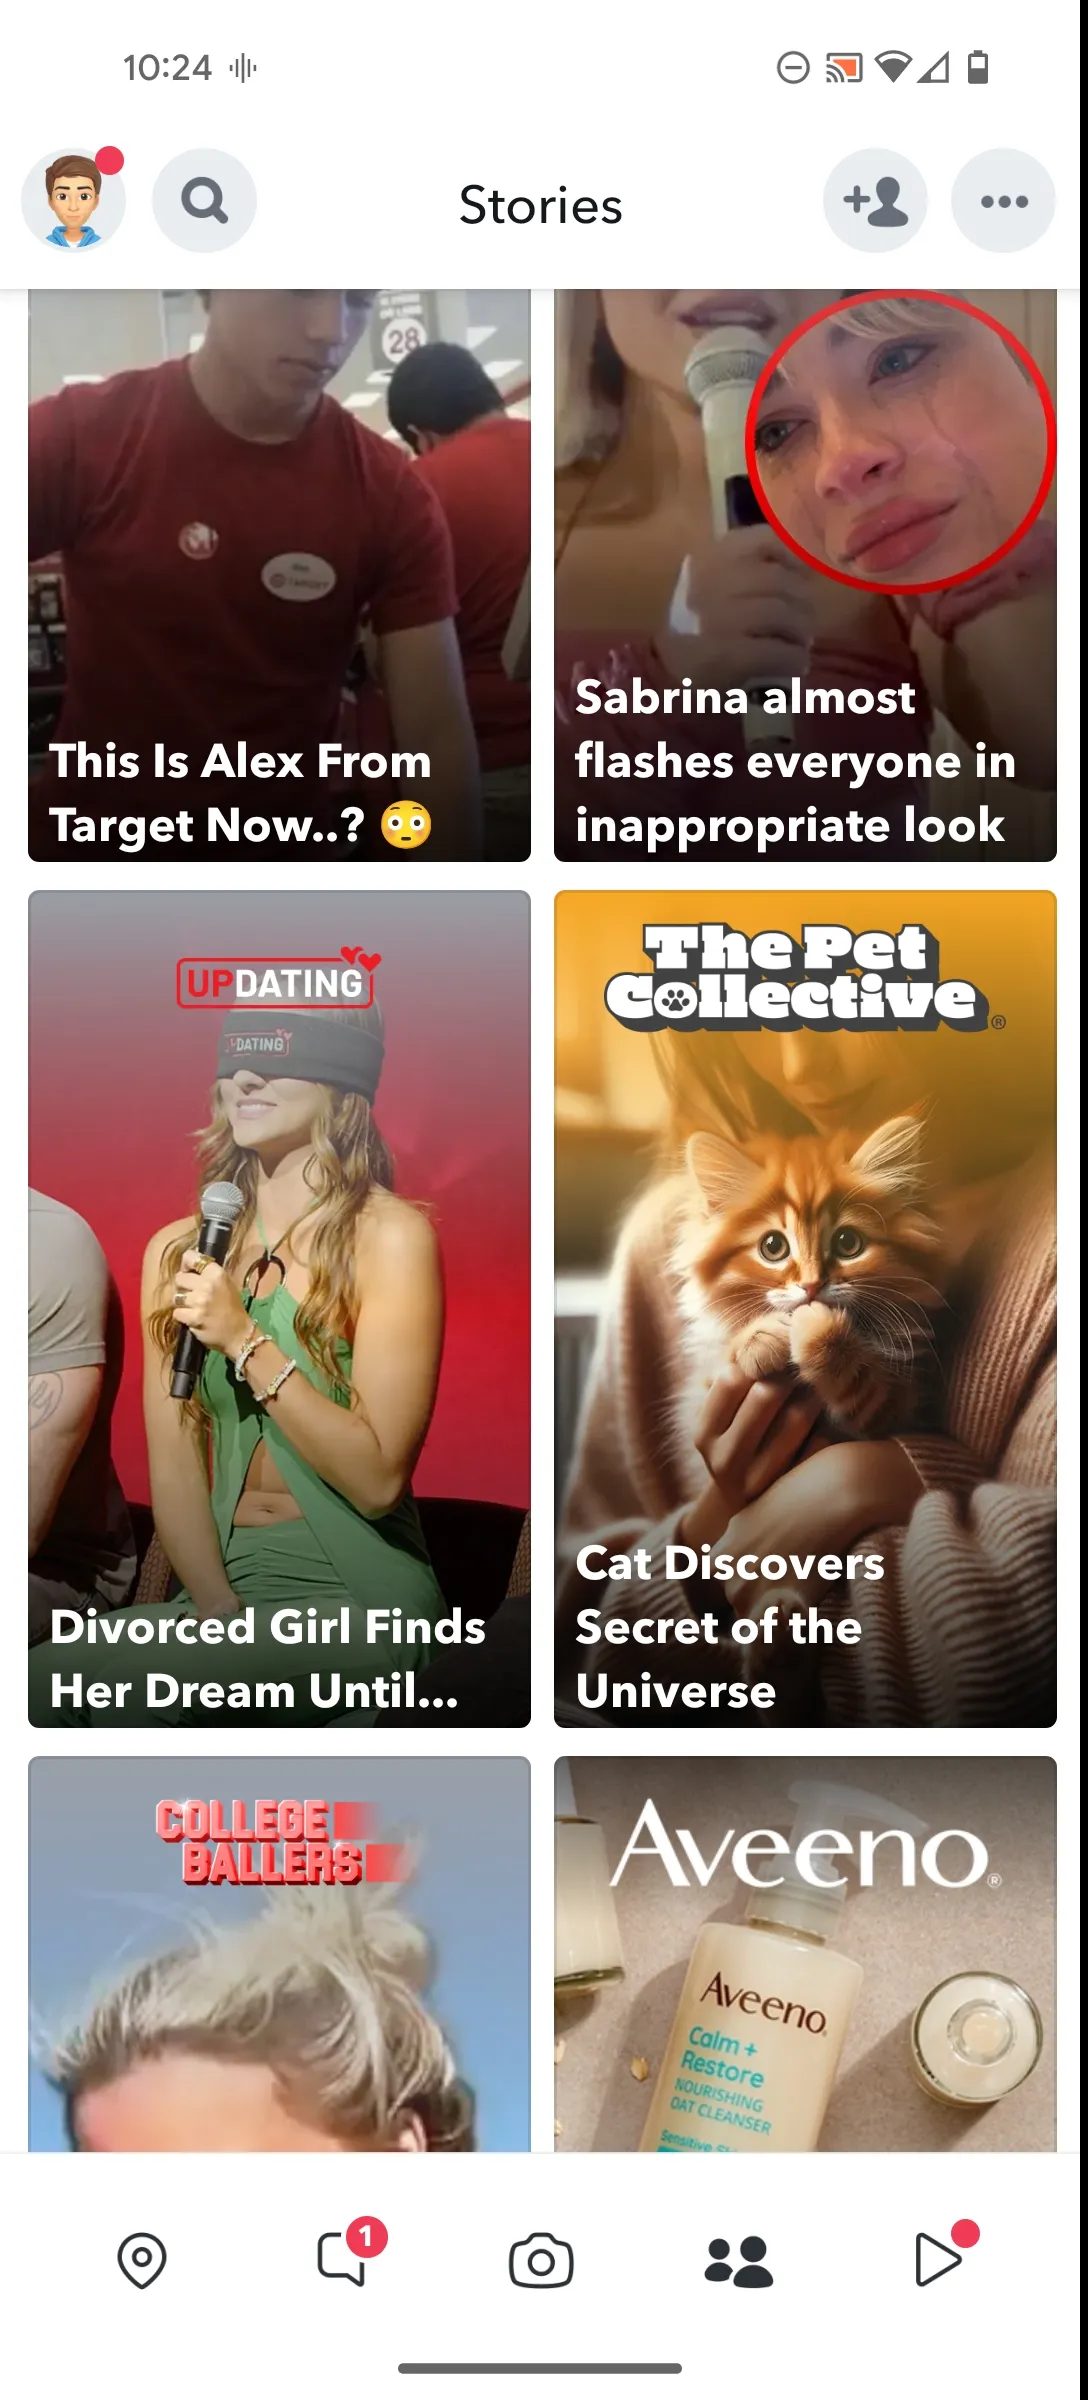 10:24
Stories
28
TARGET
This Is Alex From
Target Now..? 😳
Sabrina almost
flashes everyone in
inappropriate look
UPDATING
DATING
Divorced Girl Finds
Her Dream Until...
The Pet
Collective®
Cat Discovers
Secret of the
Universe
COLLEGE
BALLERS
Aveeno®
Aveeno®
Calm +
Restore
NOURISHING
OAT CLEANSER
Sensitive
1